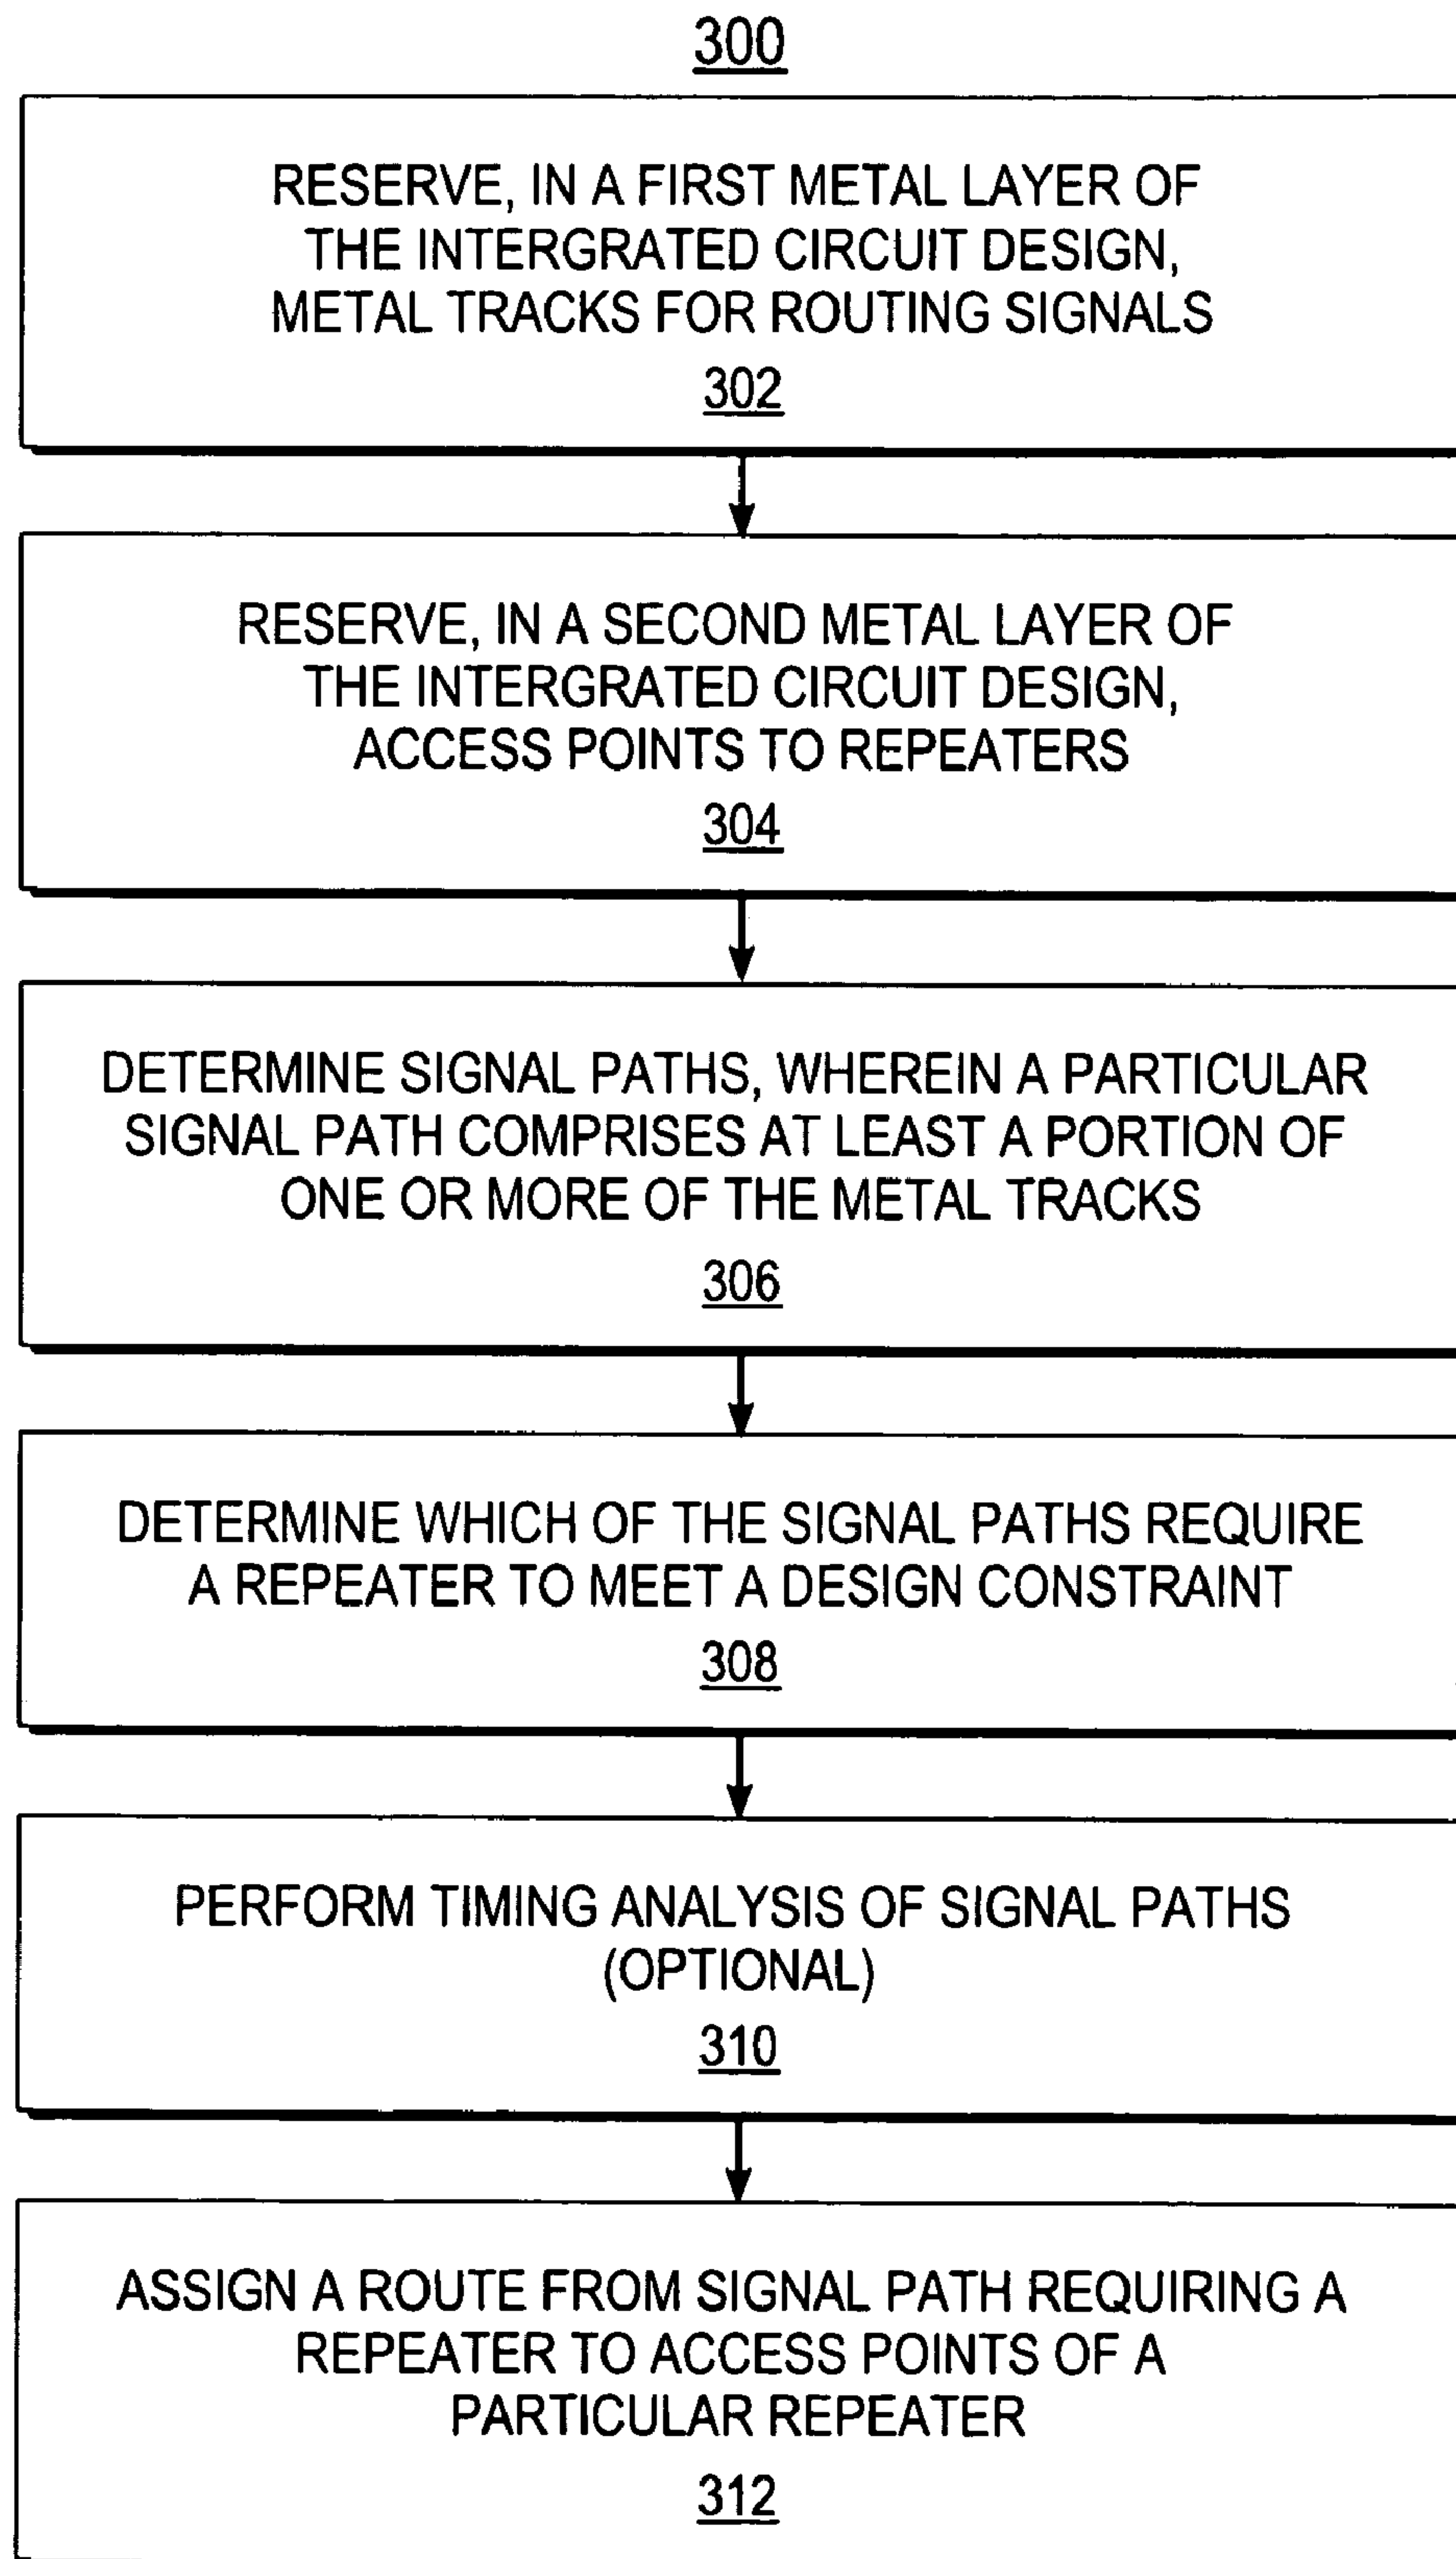 300
RESERVE, IN A FIRST METAL LAYER OF
THE INTERGRATED CIRCUIT DESIGN,
METAL TRACKS FOR ROUTING SIGNALS
302
RESERVE, IN A SECOND METAL LAYER OF
THE INTERGRATED CIRCUIT DESIGN,
ACCESS POINTS TO REPEATERS
304
DETERMINE SIGNAL PATHS, WHEREIN A PARTICULAR
SIGNAL PATH COMPRISES AT LEAST A PORTION OF
ONE OR MORE OF THE METAL TRACKS
306
DETERMINE WHICH OF THE SIGNAL PATHS REQUIRE
A REPEATER TO MEET A DESIGN CONSTRAINT
308
PERFORM TIMING ANALYSIS OF SIGNAL PATHS
(OPTIONAL)
310
ASSIGN A ROUTE FROM SIGNAL PATH REQUIRING A
REPEATER TO ACCESS POINTS OF A
PARTICULAR REPEATER
312